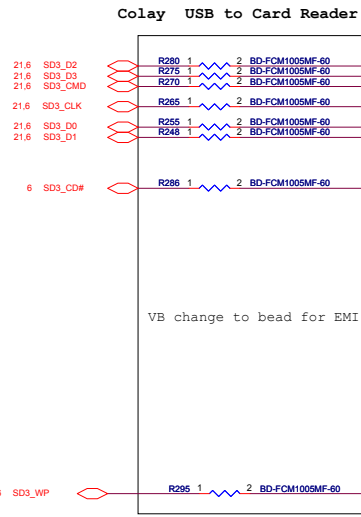 Colay USB to Card Reader
21,6 SD3_D2 R280 1 2 BD-FCM1005MF-60
21,6 SD3_D3 R275 1 2 BD-FCM1005MF-60
21,6 SD3_CMD R270 1 2 BD-FCM1005MF-60
21,6 SD3_CLK R265 1 2 BD-FCM1005MF-60
21,6 SD3_D0 R255 1 2 BD-FCM1005MF-60
21,6 SD3_D1 R248 1 2 BD-FCM1005MF-60
6 SD3_CD# R286 1 2 BD-FCM1005MF-60
VB change to bead for EMI
SD3_WP R295 1 2 BD-FCM1005MF-60